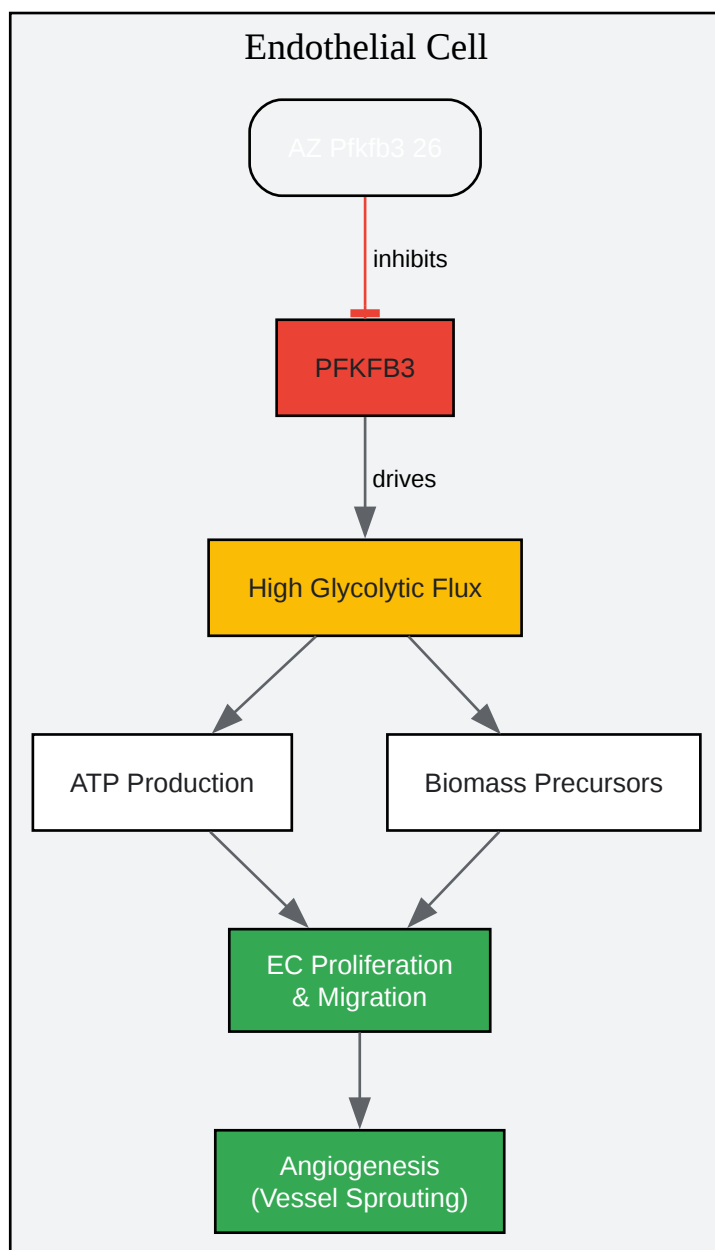 Endothelial Cell
AZ Pfkfb3 26
inhibits
PFKFB3
drives
High Glycolytic Flux
ATP Production
Biomass Precursors
EC Proliferation
& Migration
Angiogenesis
(Vessel Sprouting)